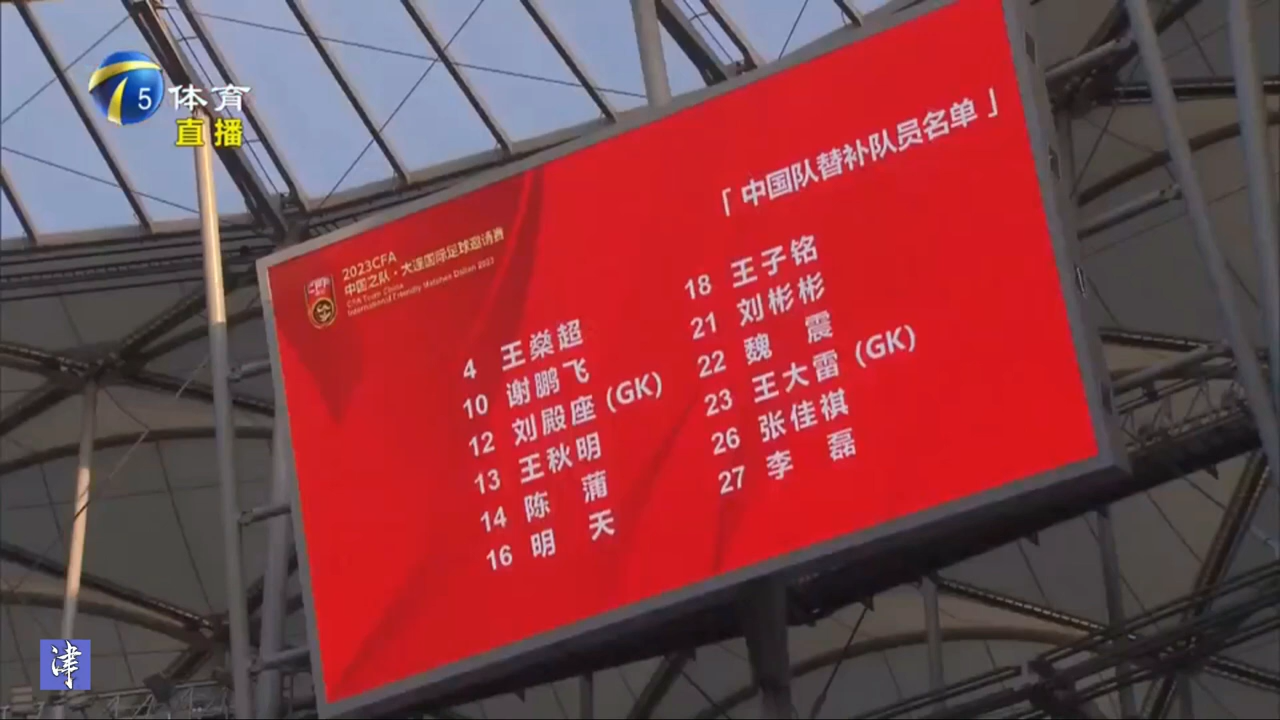 5 体育
直播
「 中国队替补队员名单 」
2023CFA
中国之队·大连国际足球邀请赛
CFA Team China
International Friendly Matches Dalian 2023
4 王燊超
10 谢鹏飞
12 刘殿座 (GK)
13 王秋明
14 陈 蒲
16 明 天
18 王子铭
21 刘彬彬
22 魏 震
23 王大雷 (GK)
26 张佳祺
27 李 磊
津